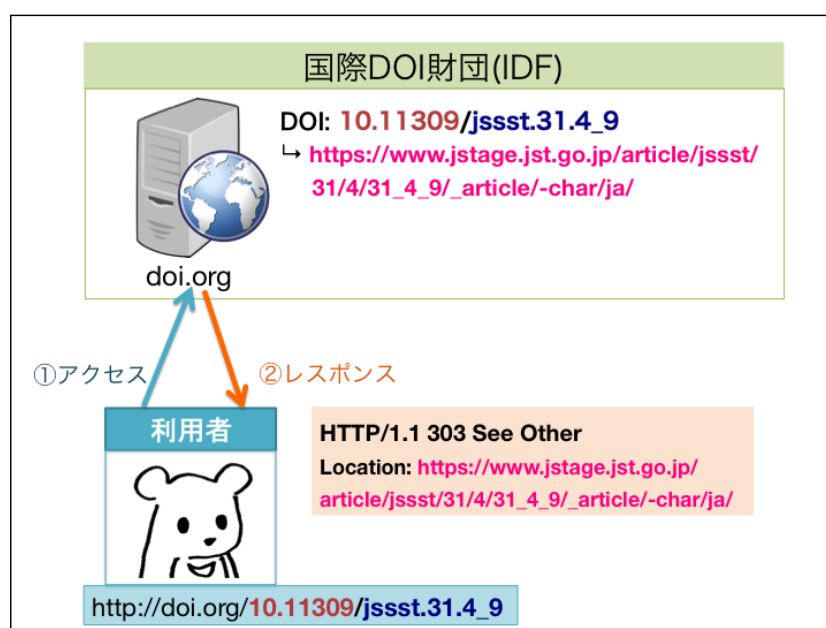 国際DOI財団(IDF)
DOI: 10.11309/jssst.31.4_9
↳ https://www.jstage.jst.go.jp/article/jssst/
31/4/31_4_9/_article/-char/ja/
doi.org
①アクセス
②レスポンス
利用者
HTTP/1.1 303 See Other
Location: https://www.jstage.jst.go.jp/
article/jssst/31/4/31_4_9/_article/-char/ja/
http://doi.org/10.11309/jssst.31.4_9